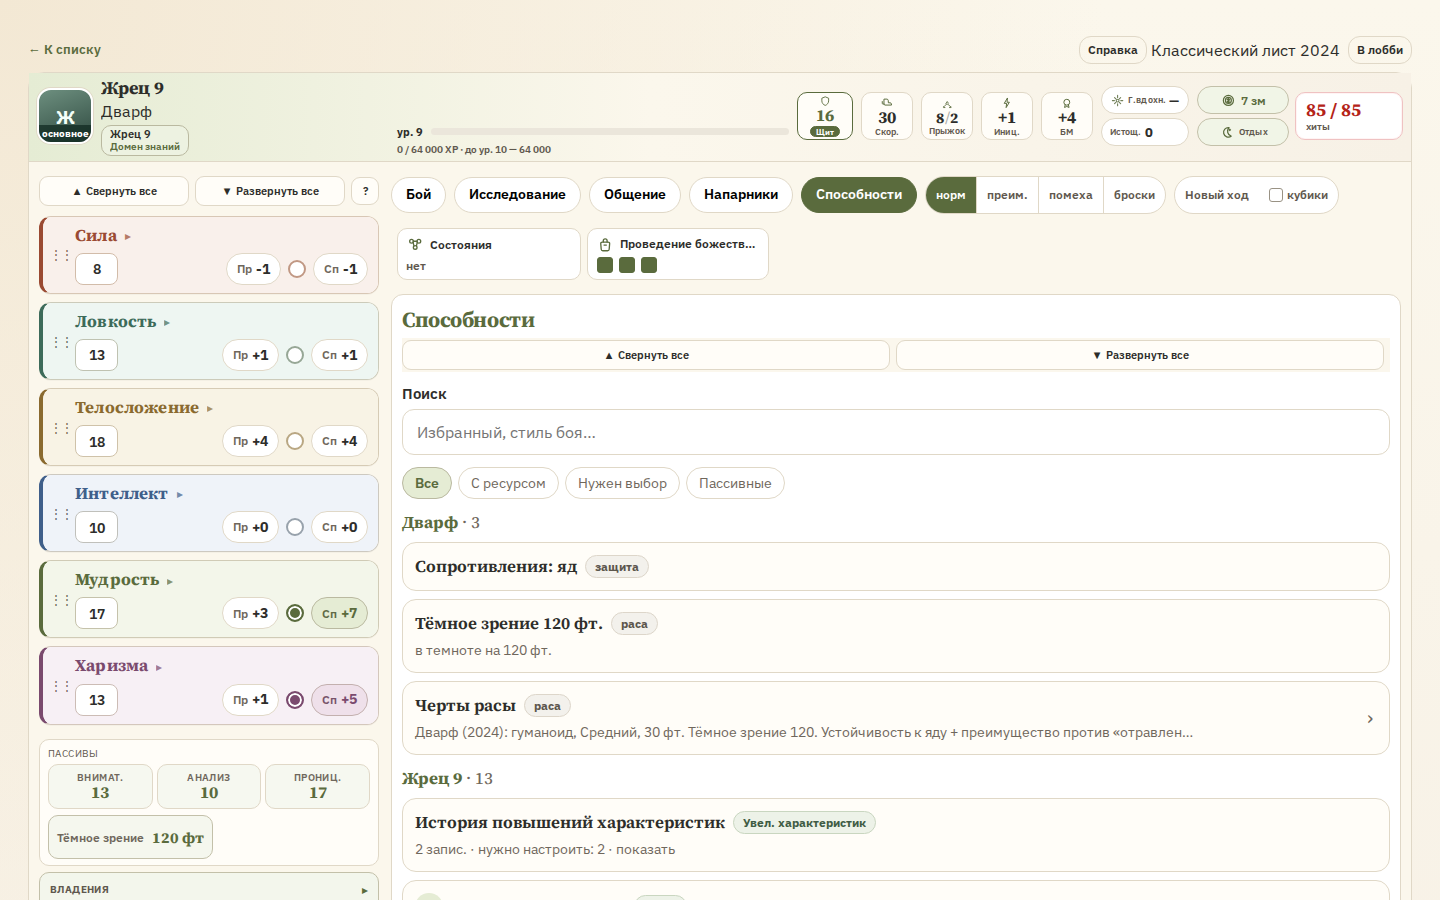 ← К списку
Справка Классический лист 2024 В лобби
Ж
основное
Жрец 9
Дварф
Жрец 9
Домен знаний
ур. 9
0 / 64 000 XP · до ур. 10 — 64 000
16
Щит
30
Скор.
8/2
Прыжок
+1
Иниц.
+4
БМ
Г.вдохн. —
Истощ. 0
7 зм
Отдых
85 / 85
хиты
▲ Свернуть все ▼ Развернуть все ?
Сила ▸
8 Пр -1 Сп -1
Ловкость ▸
13 Пр +1 Сп +1
Телосложение ▸
18 Пр +4 Сп +4
Интеллект ▸
10 Пр +0 Сп +0
Мудрость ▸
17 Пр +3 Сп +7
Харизма ▸
13 Пр +1 Сп +5
ПАССИВЫ
ВНИМАТ. АНАЛИЗ ПРОНИЦ.
13 10 17
Тёмное зрение 120 фт
ВЛАДЕНИЯ ▸
Бой Исследование Общение Напарники Способности норм преим. помеха броски Новый ход кубики
Состояния
нет
Проведение божеств...
Способности
▲ Свернуть все ▼ Развернуть все
Поиск
Избранный, стиль боя...
Все С ресурсом Нужен выбор Пассивные
Дварф · 3
Сопротивления: яд защита
Тёмное зрение 120 фт. раса
в темноте на 120 фт.
Черты расы раса
Дварф (2024): гуманоид, Средний, 30 фт. Тёмное зрение 120. Устойчивость к яду + преимущество против «отравлен... ›
Жрец 9 · 13
История повышений характеристик Увел. характеристик
2 запис. · нужно настроить: 2 · показать